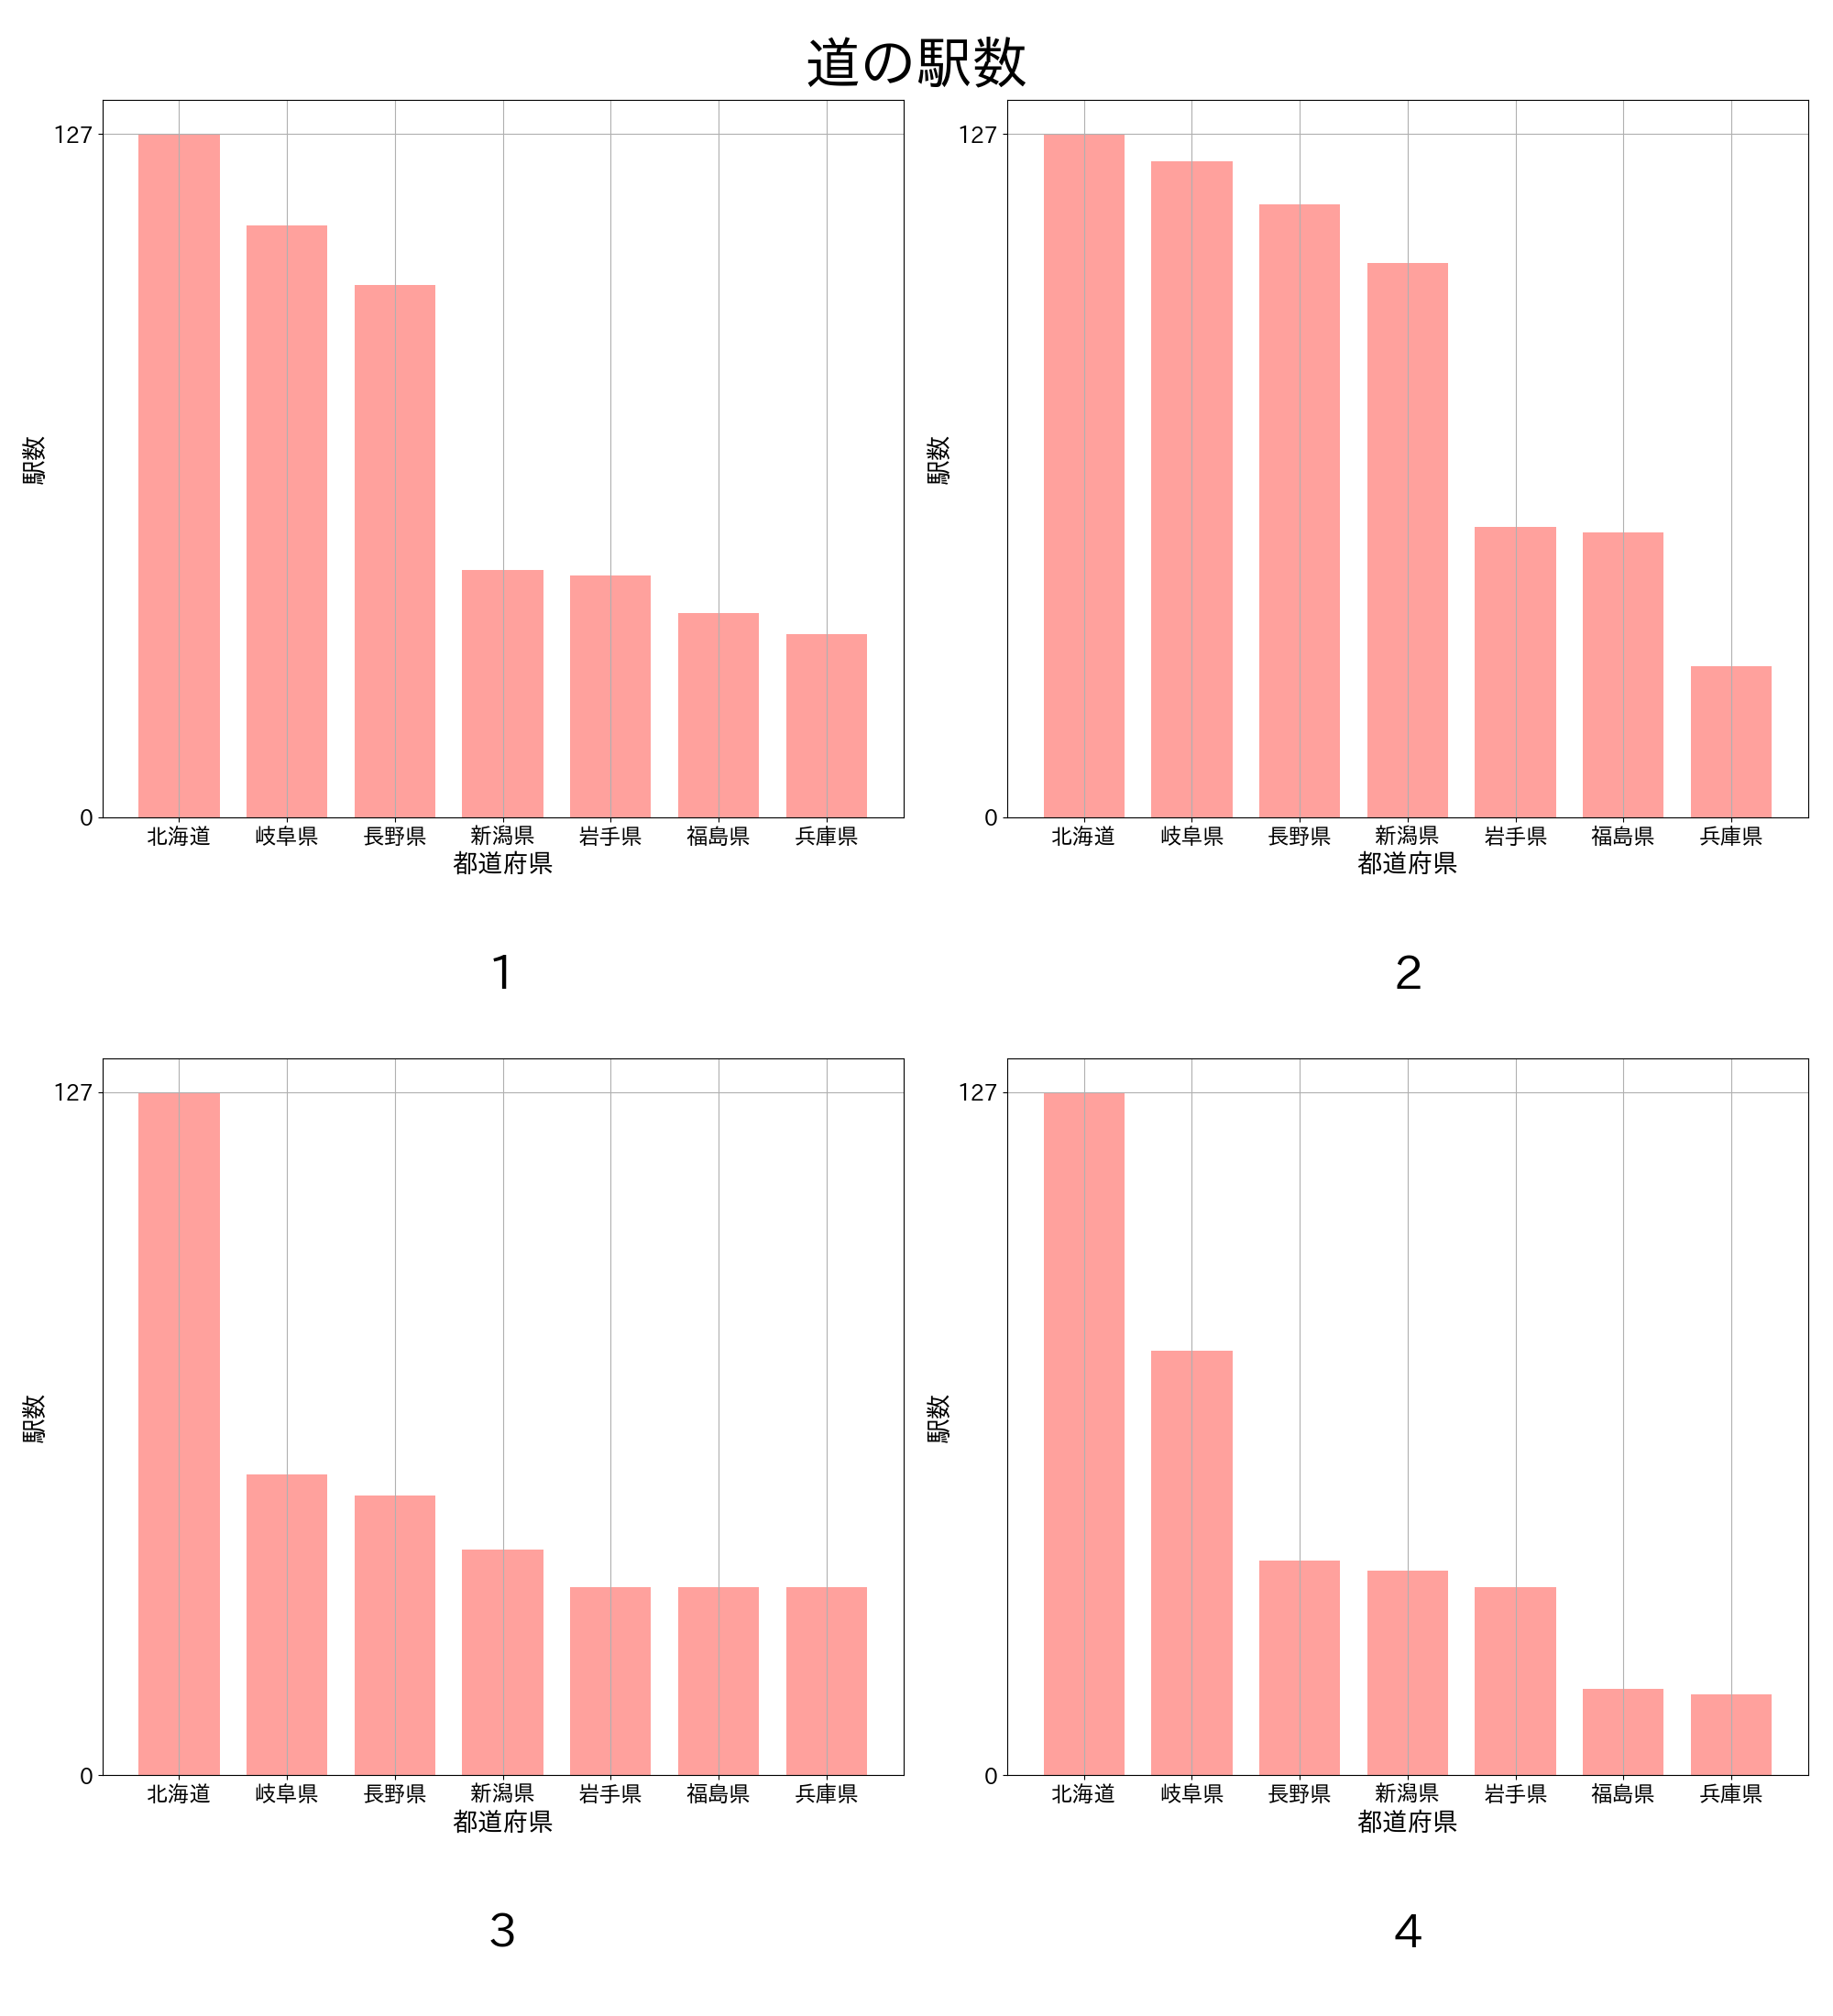 道の駅数
127
0
駅数
北海道 岐阜県 長野県 新潟県 岩手県 福島県 兵庫県
都道府県
1
127
0
駅数
北海道 岐阜県 長野県 新潟県 岩手県 福島県 兵庫県
都道府県
2
127
0
駅数
北海道 岐阜県 長野県 新潟県 岩手県 福島県 兵庫県
都道府県
3
127
0
駅数
北海道 岐阜県 長野県 新潟県 岩手県 福島県 兵庫県
都道府県
4